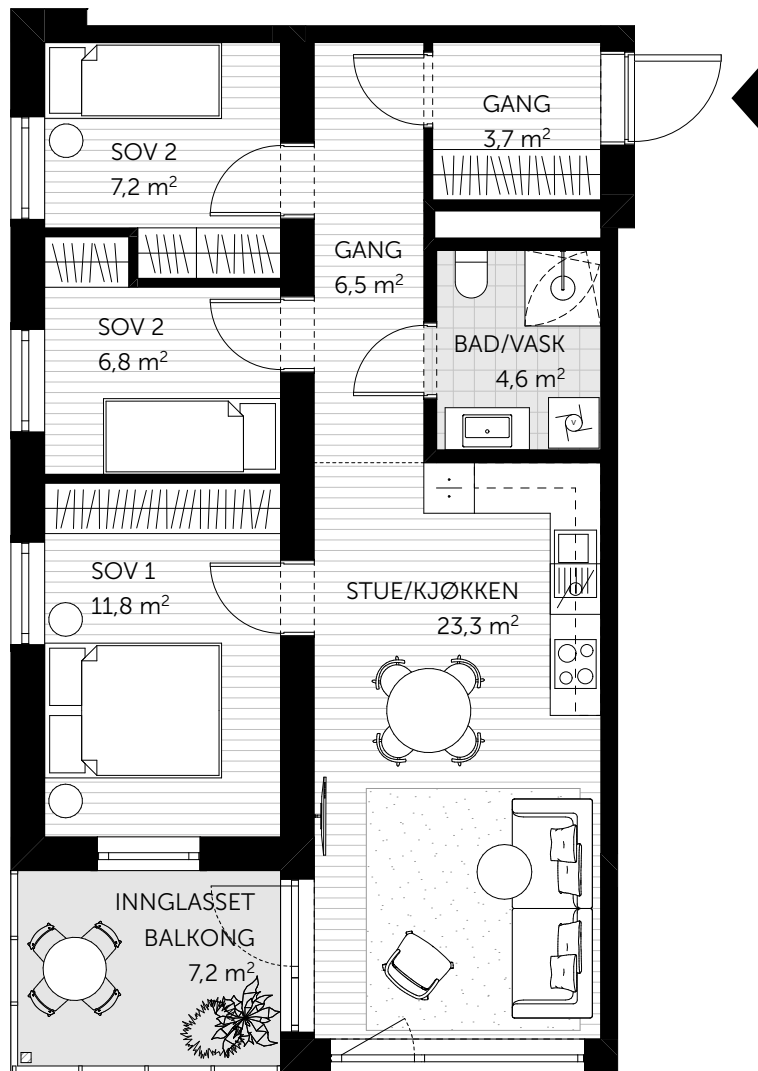 GANG
3,7 m²
SOV 2
7,2 m²
GANG
6,5 m²
SOV 2
6,8 m²
BAD/VASK
4,6 m²
SOV 1
11,8 m²
STUE/KJØKKEN
23,3 m²
INNGLASSET
BALKONG
7,2 m²
V